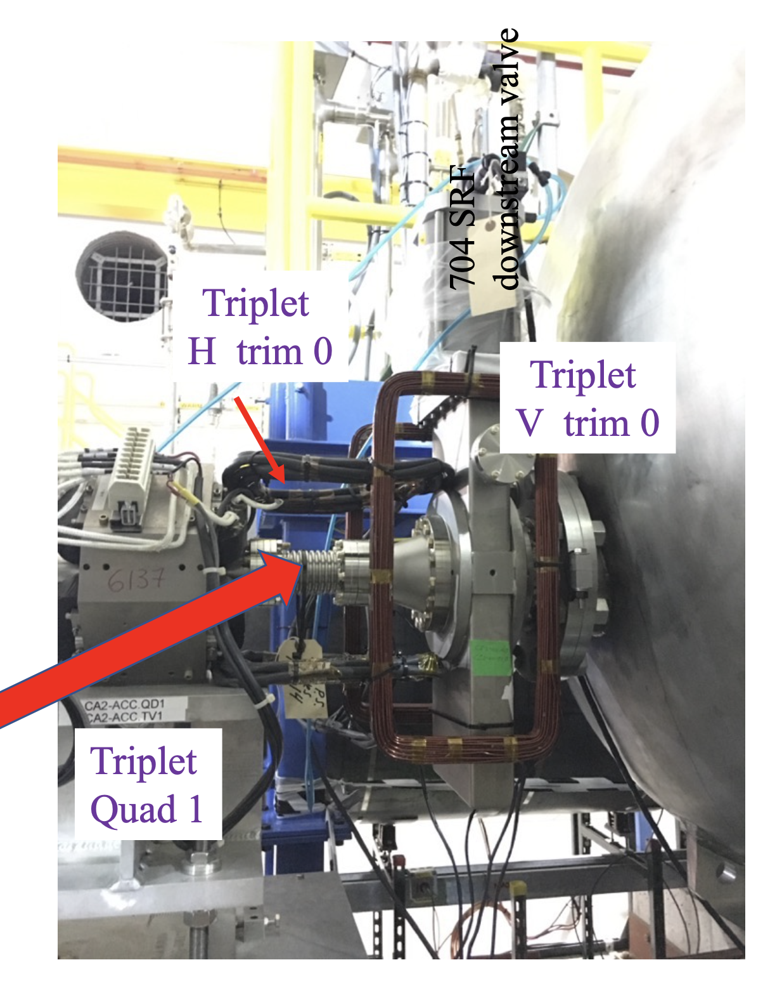 704 SRF
downstream valve
Triplet
H trim 0
Triplet
V trim 0
6137
CA2-ACC.QD1
CA2-ACC.TV1
P.S.
Triplet
Quad 1